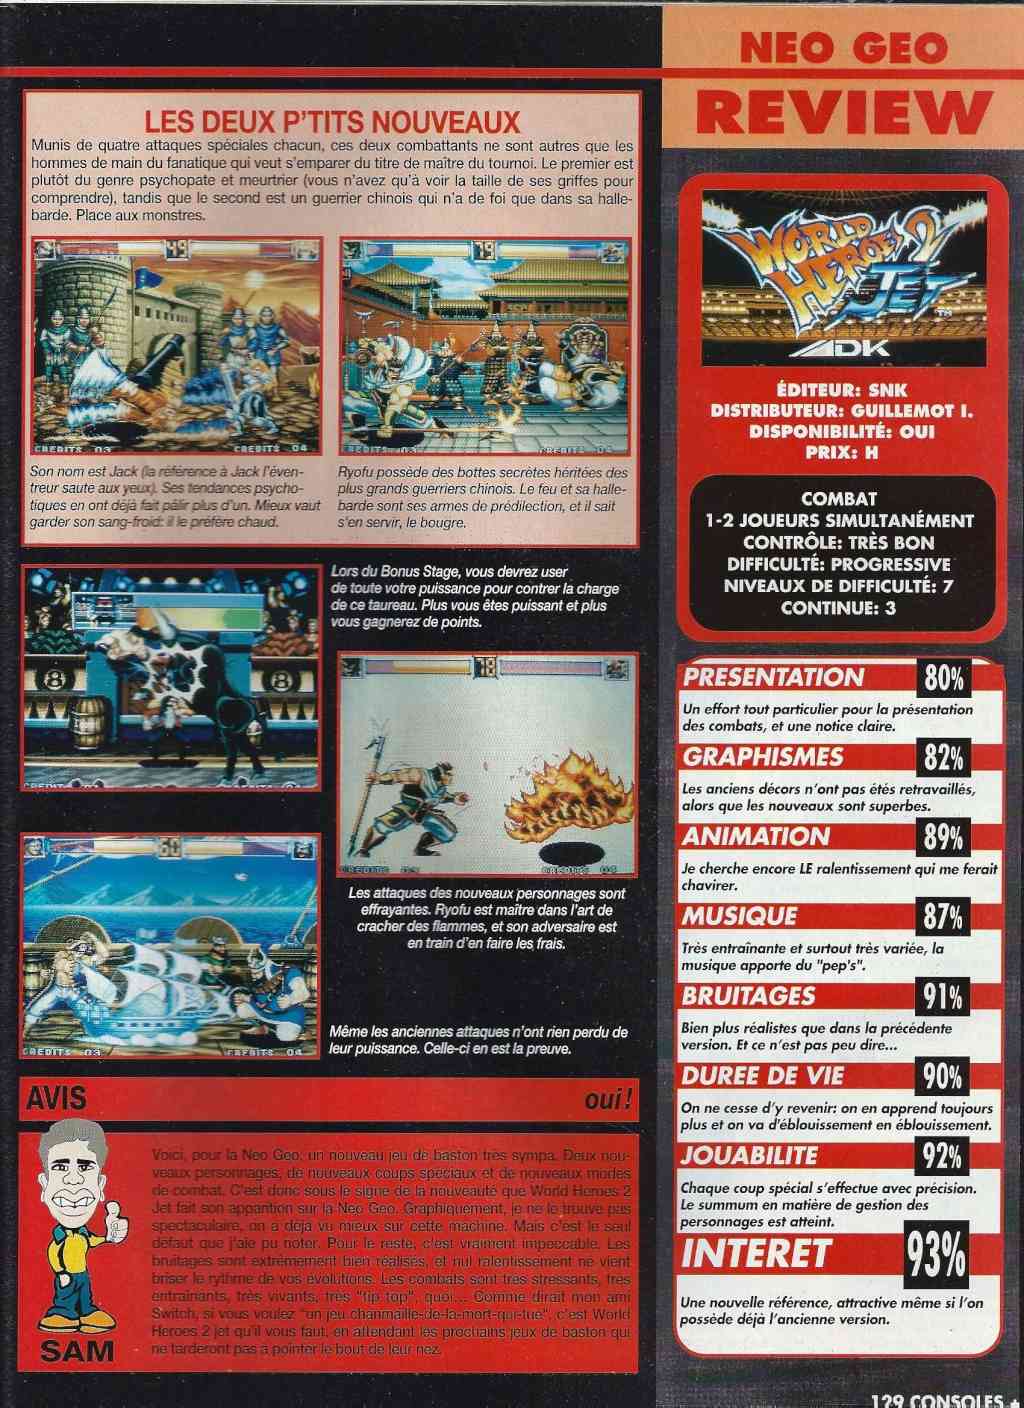 NEO GEO
REVIEW
LES DEUX P'TITS NOUVEAUX
Munis de quatre attaques spéciales chacun, ces deux combattants ne sont autres que les
hommes de main du fanatique qui veut s'emparer du titre de maître du tournoi. Le premier est
plutôt du genre psychopate et meurtrier (vous n'avez qu'à voir la taille de ses griffes pour
comprendre), tandis que le second est un guerrier chinois qui n'a de foi que dans sa halle-
barde. Place aux monstres.
CREDITS 03
CREDITS 04
Son nom est Jack (la référence à Jack l'éven-
treur saute aux yeux). Ses tendances psycho-
tiques en ont déjà fait pâlir plus d'un. Mieux vaut
garder son sang-froid: il le préfère chaud.
Ryofu possède des bottes secrètes héritées des
plus grands guerriers chinois. Le feu et sa halle-
barde sont ses armes de prédilection, et il sait
s'en servir, le bougre.
Lors du Bonus Stage, vous devrez user
de toute votre puissance pour contrer la charge
de ce taureau. Plus vous êtes puissant et plus
vous gagnerez de points.
8
8
Les attaques des nouveaux personnages sont
effrayantes. Ryofu est maître dans l'art de
cracher des flammes, et son adversaire est
en train d'en faire les frais.
60
CREDITS 03
CREDITS 04
Même les anciennes attaques n'ont rien perdu de
leur puissance. Celle-ci en est la preuve.
AVIS
oui!
Voici, pour la Neo Geo, un nouveau jeu de baston très sympa. Deux nou-
veaux personnages, de nouveaux coups spéciaux et de nouveaux modes
de combat. C'est donc sous le signe de la nouveauté que World Heroes 2
Jet fait son apparition sur la Neo Geo. Graphiquement, je ne le trouve pas
spectaculaire, on a déjà vu mieux sur cette machine. Mais c'est le seul
défaut que j'aie pu noter. Pour le reste, c'est vraiment impeccable. Les
bruitages sont extrêmement bien réalisés, et nul ralentissement ne vient
briser le rythme de vos évolutions. Les combats sont très stressants, très
entraînants, très vivants, très "tip top", quoi... Comme dirait mon ami
Switch, si vous voulez "un jeu chanmaille-de-la-mort-qui-tue", c'est World
Heroes 2 jet qu'il vous faut, en attendant les prochains jeux de baston qui
ne tarderont pas à pointer le bout de leur nez.
SAM
WORLD
HEROES 2
JET
TM
ADK
ÉDITEUR: SNK
DISTRIBUTEUR: GUILLEMOT I.
DISPONIBILITÉ: OUI
PRIX: H
COMBAT
1-2 JOUEURS SIMULTANÉMENT
CONTRÔLE: TRÈS BON
DIFFICULTÉ: PROGRESSIVE
NIVEAUX DE DIFFICULTÉ: 7
CONTINUE: 3
PRESENTATION 80%
Un effort tout particulier pour la présentation
des combats, et une notice claire.
GRAPHISMES 82%
Les anciens décors n'ont pas étés retravaillés,
alors que les nouveaux sont superbes.
ANIMATION 89%
Je cherche encore LE ralentissement qui me ferait
chavirer.
MUSIQUE 87%
Très entraînante et surtout très variée, la
musique apporte du "pep's".
BRUITAGES 91%
Bien plus réalistes que dans la précédente
version. Et ce n'est pas peu dire...
DUREE DE VIE 90%
On ne cesse d'y revenir: on en apprend toujours
plus et on va d'éblouissement en éblouissement.
JOUABILITE 92%
Chaque coup spécial s'effectue avec précision.
Le summum en matière de gestion des
personnages est atteint.
INTERET 93%
Une nouvelle référence, attractive même si l'on
possède déjà l'ancienne version.
129 CONSOLES +